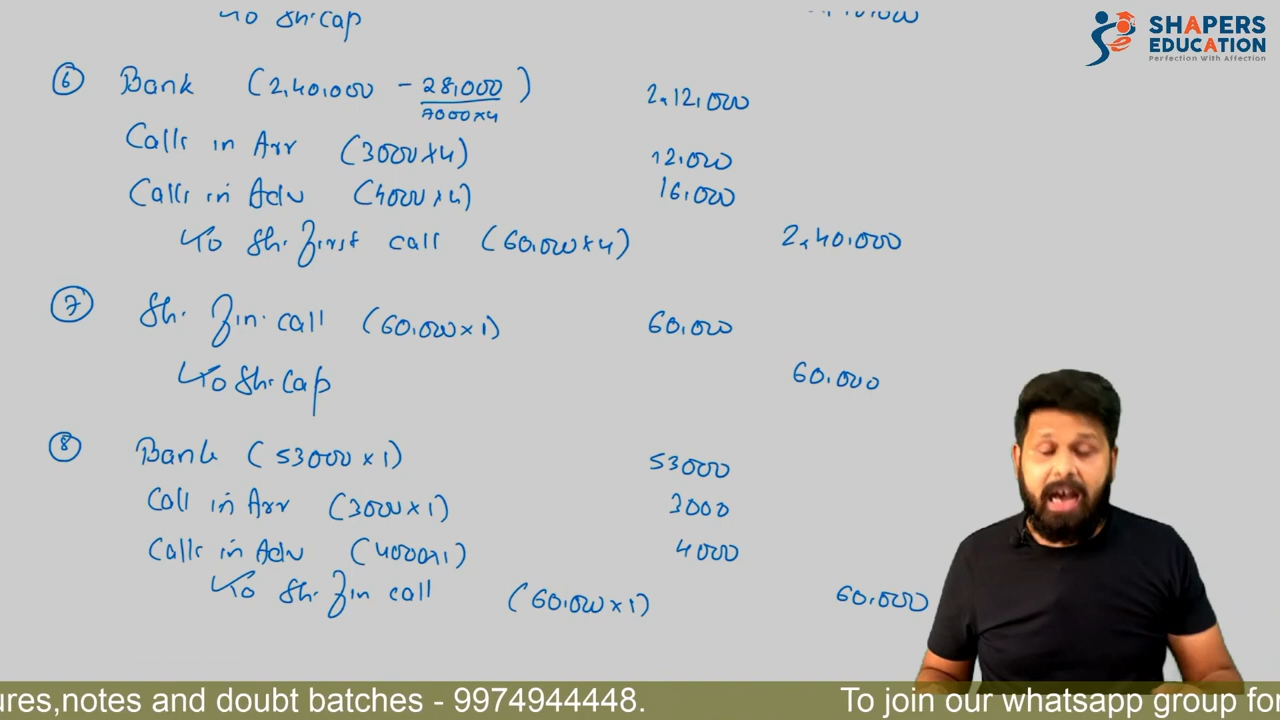 To Sh. Cap
SHAPERS
EDUCATION
Perfection With Affection
⑥ Bank (2,40,000 - 28,000 ) 2,12,000
7000×4
Calls in Arr (3000×4) 12,000
Calls in Adv (4000×4) 16,000
To Sh. First call (60,000×4) 2,40,000
⑦ Sh. Fin. call (60,000×1) 60,000
To Sh. Cap 60,000
⑧ Bank (53000×1) 53000
Call in Arr (3000×1) 3000
Calls in Adv (4000×1) 4000
To Sh. Fin call (60,000×1) 60,000
ures,notes and doubt batches - 9974944448. To join our whatsapp group for